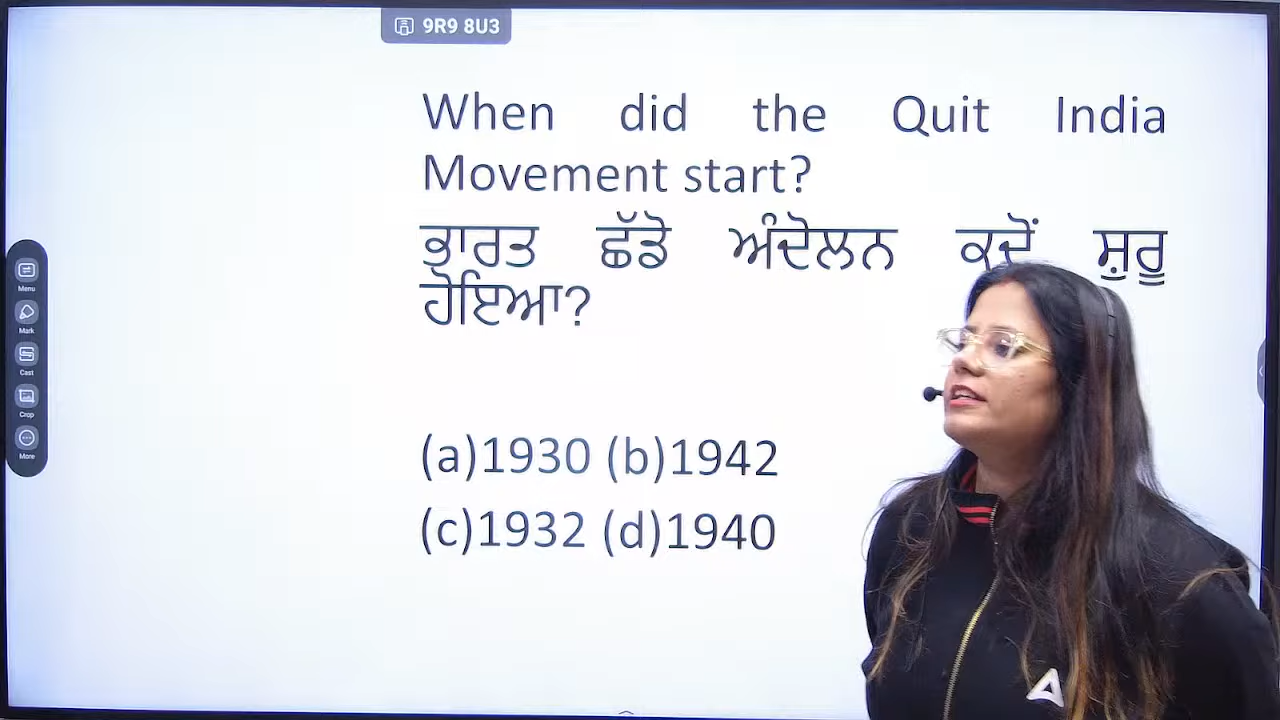 9R9 8U3
When did the Quit India
Movement start?
ਭਾਰਤ ਛੱਡੋ ਅੰਦੋਲਨ ਕਦੋਂ ਸ਼ੁਰੂ
ਹੋਇਆ?
Menu
Mark
Cast
Crop
More
(a)1930 (b)1942
(c)1932 (d)1940